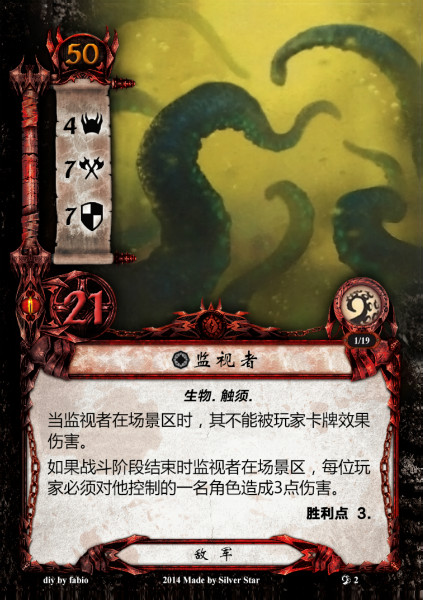 50
4
7
7
21
1/19
监视者
生物. 触须.
当监视者在场景区时，其不能被玩家卡牌效果
伤害。
如果战斗阶段结束时监视者在场景区，每位玩
家必须对他控制的一名角色造成3点伤害。
胜利点 3.
敌军
diy by fabio 2014 Made by Silver Star 2